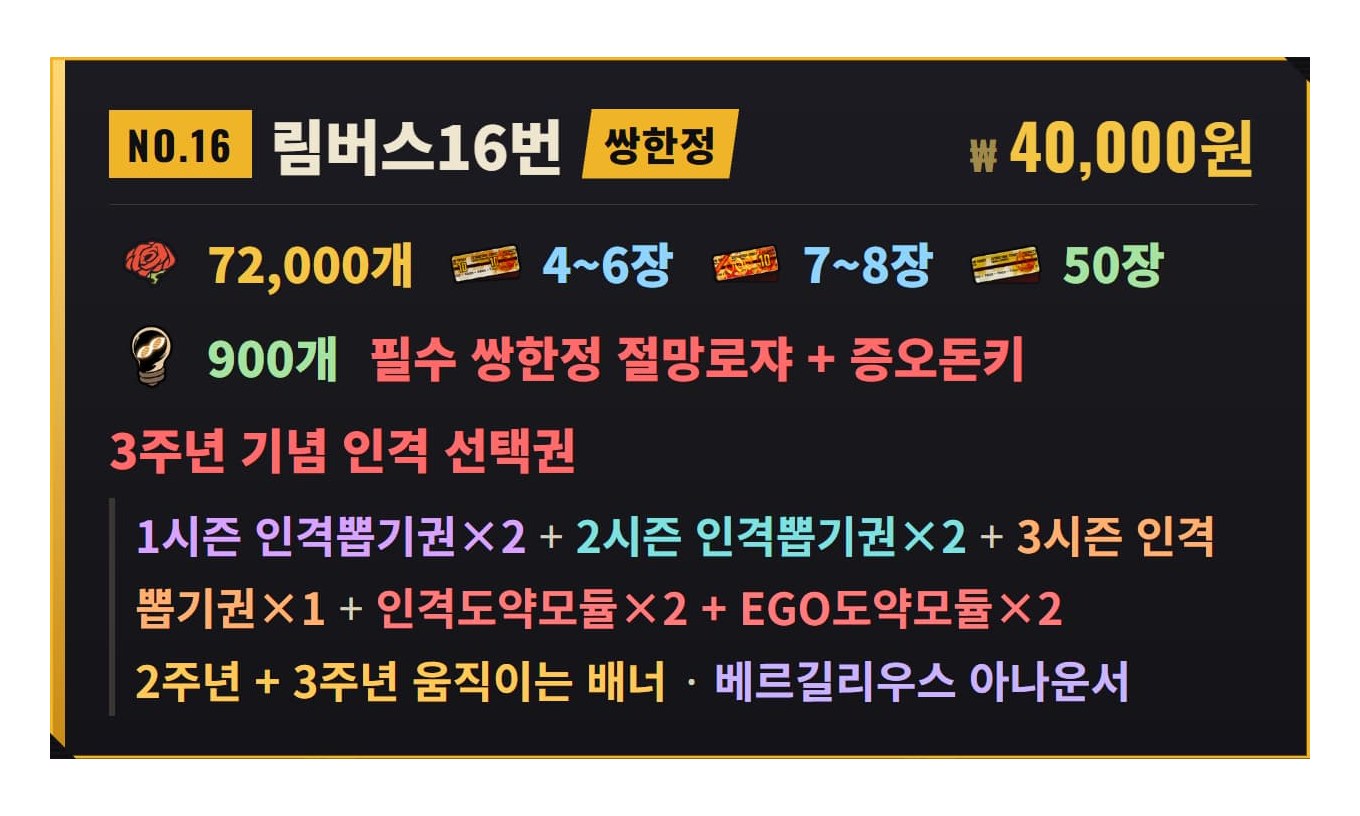 NO.16 림버스16번 쌍한정 ₩ 40,000원
72,000개 4~6장 7~8장 50장
900개 필수 쌍한정 절망로쟈 + 증오돈키
3주년 기념 인격 선택권
1시즌 인격뽑기권×2 + 2시즌 인격뽑기권×2 + 3시즌 인격
뽑기권×1 + 인격도약모듈×2 + EGO도약모듈×2
2주년 + 3주년 움직이는 배너 · 베르길리우스 아나운서